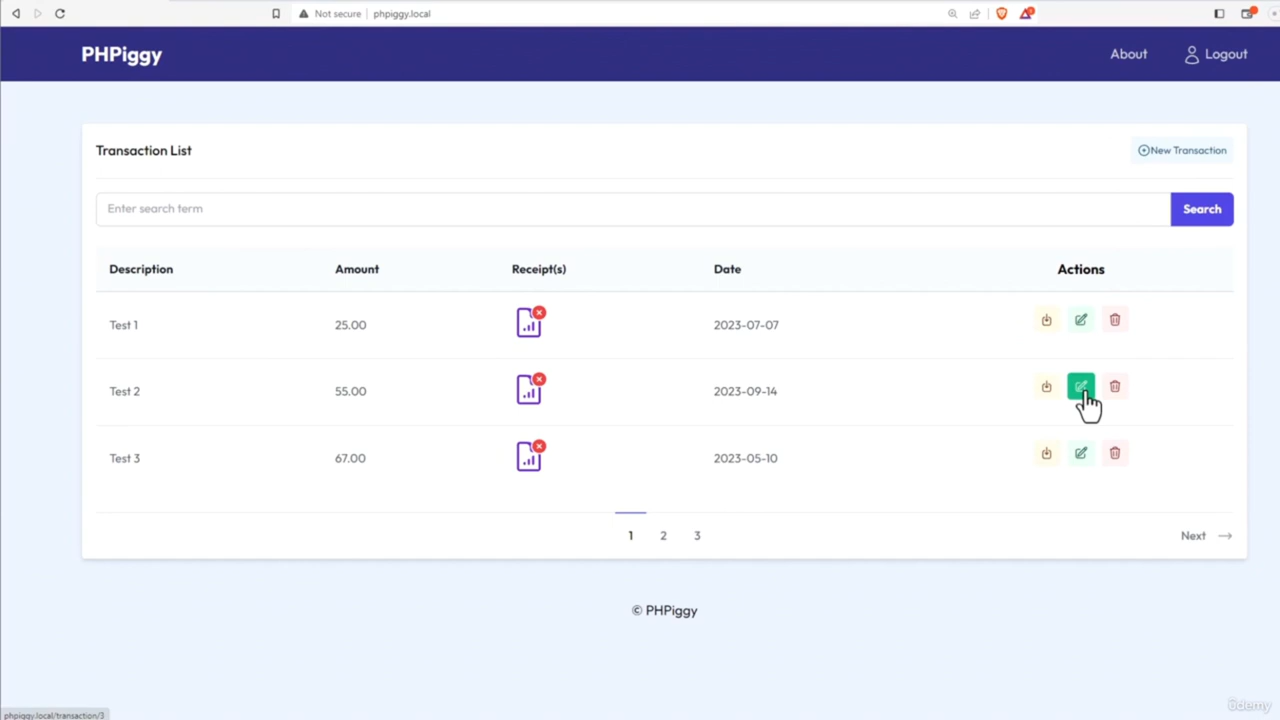 Not secure | phpiggy.local
PHPiggy
About
Logout
Transaction List
New Transaction
Enter search term
Search
Description Amount Receipt(s) Date Actions
Test 1 25.00 2023-07-07
Test 2 55.00 2023-09-14
Test 3 67.00 2023-05-10
1 2 3 Next
© PHPiggy
phpiggy.local/transaction/3
ûdemy